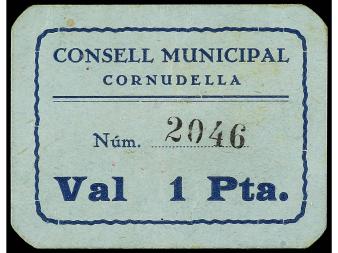 CONSELL MUNICIPAL
CORNUDELLA
Núm. 2046
Val 1 Pta.